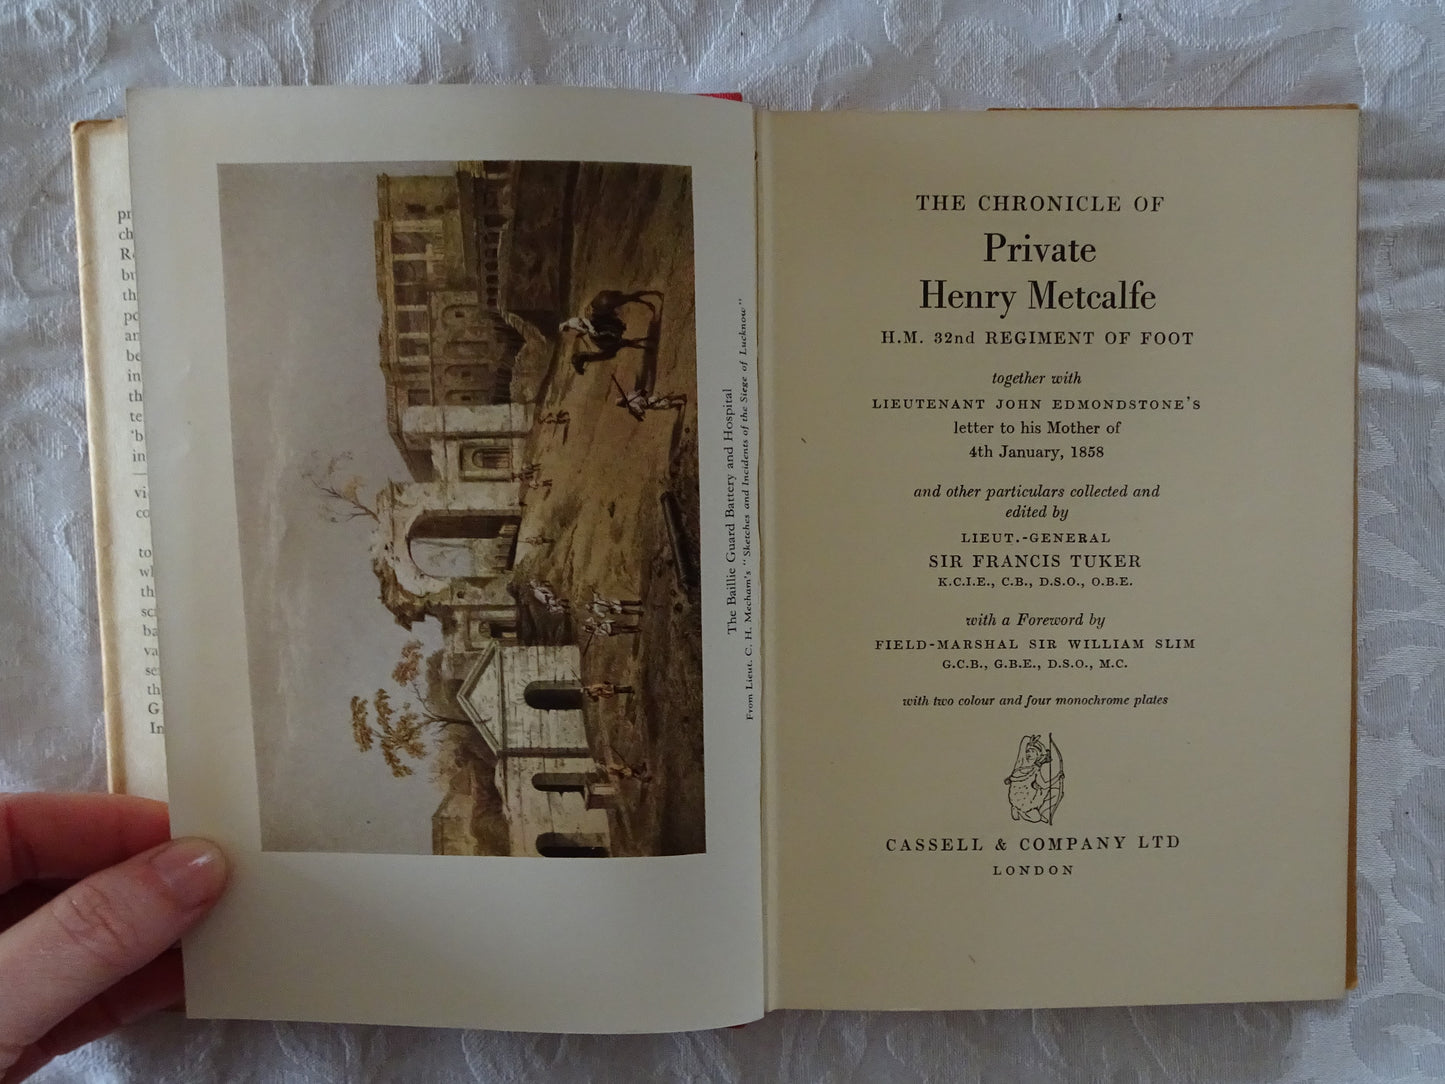 The Baillie Guard Battery and Hospital
From Lieut. C. H. Mecham's "Sketches and Incidents of the Siege of Lucknow"
THE CHRONICLE OF
Private
Henry Metcalfe
H.M. 32nd REGIMENT OF FOOT
together with
LIEUTENANT JOHN EDMONDSTONE'S
letter to his Mother of
4th January, 1858
and other particulars collected and
edited by
LIEUT.-GENERAL
SIR FRANCIS TUKER
K.C.I.E., C.B., D.S.O., O.B.E.
with a Foreword by
FIELD-MARSHAL SIR WILLIAM SLIM
G.C.B., G.B.E., D.S.O., M.C.
with two colour and four monochrome plates
CASSELL & COMPANY LTD
LONDON